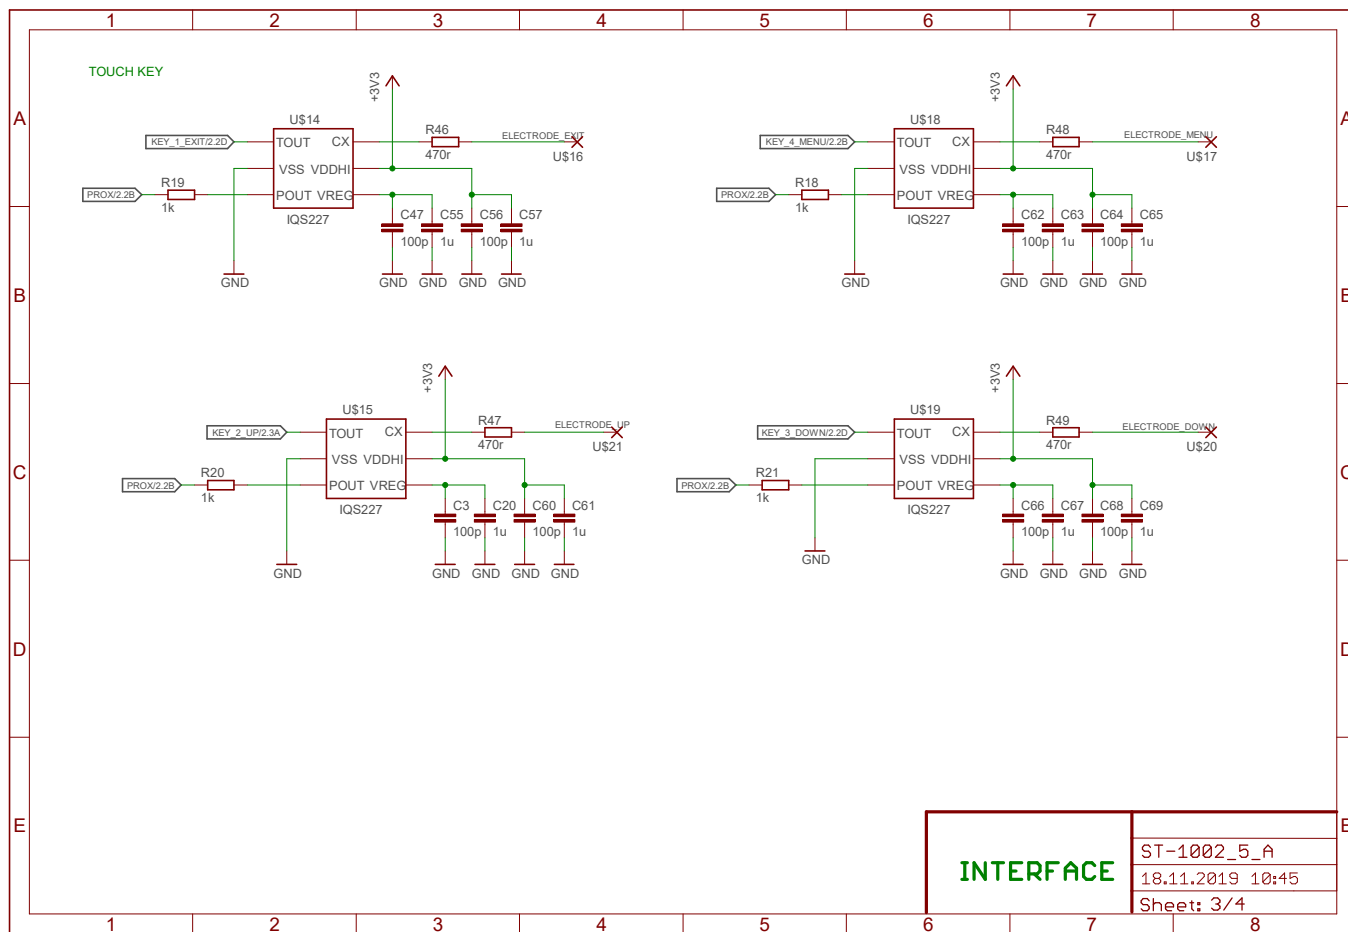 1 2 3 4 5 6 7 8
TOUCH KEY
A A
+3V3
U$14
KEY_1_EXIT/2.2D
TOUT CX
R46
470r
ELECTRODE_EXIT
U$16
VSS VDDHI
PROX/2.2B
R19
1k
POUT VREG
IQS227
C47 C55 C56 C57
100p 1u 100p 1u
GND
GND GND GND GND
+3V3
U$18
KEY_4_MENU/2.2B
TOUT CX
R48
470r
ELECTRODE_MENU
U$17
VSS VDDHI
PROX/2.2B
R18
1k
POUT VREG
IQS227
C62 C63 C64 C65
100p 1u 100p 1u
GND
GND GND GND GND
B
+3V3
U$15
KEY_2_UP/2.3A
TOUT CX
R47
470r
ELECTRODE_UP
U$21
VSS VDDHI
PROX/2.2B
R20
1k
POUT VREG
IQS227
C3 C20 C60 C61
100p 1u 100p 1u
GND
GND GND GND GND
+3V3
U$19
KEY_3_DOWN/2.2D
TOUT CX
R49
470r
ELECTRODE_DOWN
U$20
VSS VDDHI
PROX/2.2B
R21
1k
POUT VREG
IQS227
C66 C67 C68 C69
100p 1u 100p 1u
GND
GND GND GND GND
C
D
E
INTERFACE
ST-1002_5_A
18.11.2019 10:45
Sheet: 3/4
1 2 3 4 5 6 7 8